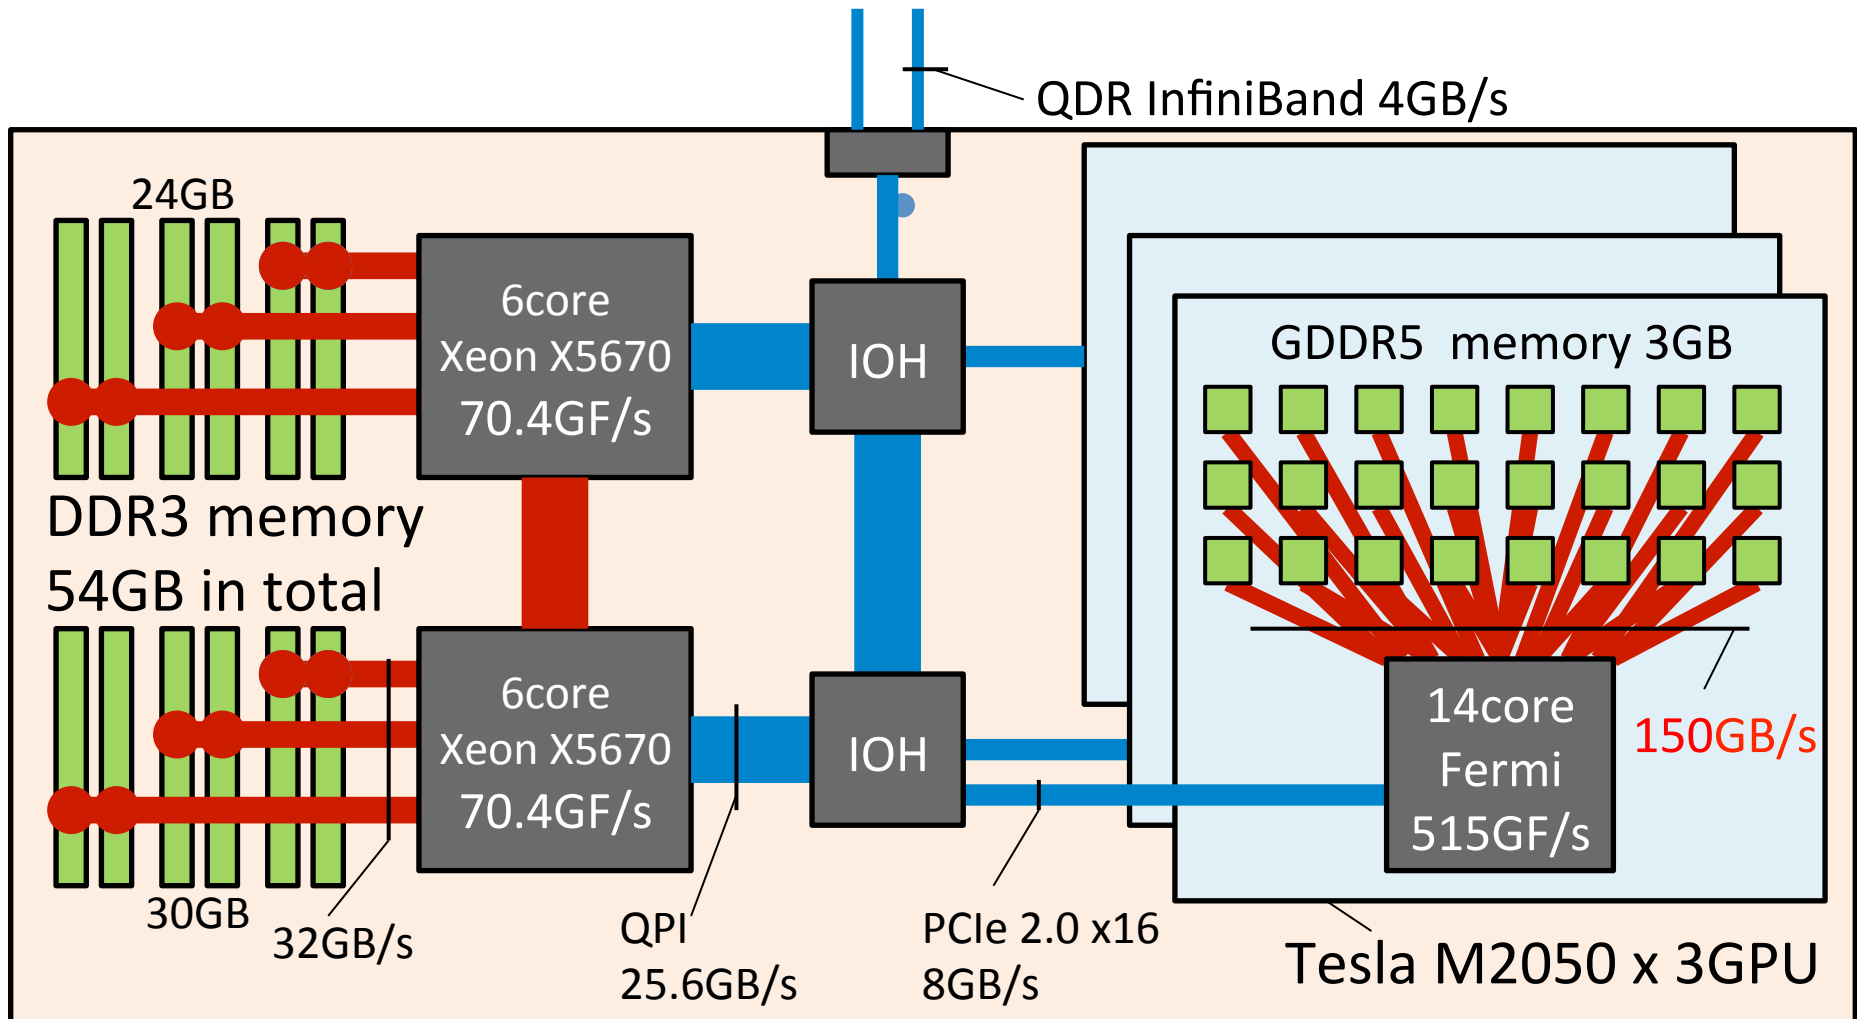 QDR InfiniBand 4GB/s
24GB
6core
Xeon X5670
70.4GF/s
IOH
GDDR5 memory 3GB
DDR3 memory
54GB in total
6core
Xeon X5670
70.4GF/s
IOH
14core
Fermi
515GF/s
150GB/s
30GB
32GB/s
QPI
25.6GB/s
PCIe 2.0 x16
8GB/s
Tesla M2050 x 3GPU